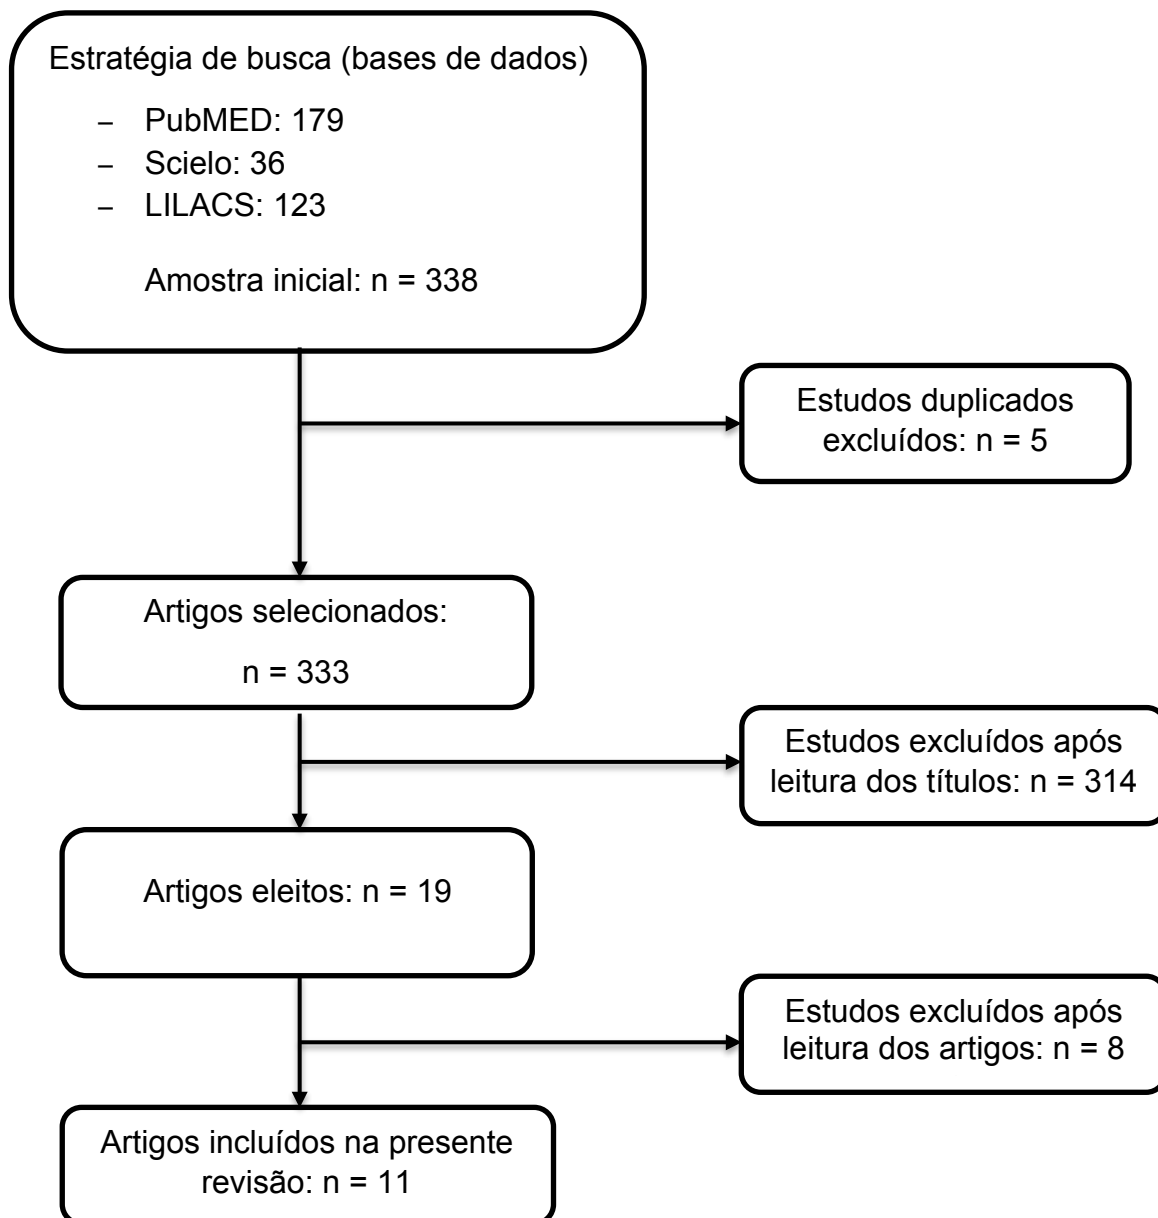 Estratégia de busca (bases de dados)
– PubMED: 179
– Scielo: 36
– LILACS: 123
Amostra inicial: n = 338
Estudos duplicados
excluídos: n = 5
Artigos selecionados:
n = 333
Estudos excluídos após
leitura dos títulos: n = 314
Artigos eleitos: n = 19
Estudos excluídos após
leitura dos artigos: n = 8
Artigos incluídos na presente
revisão: n = 11